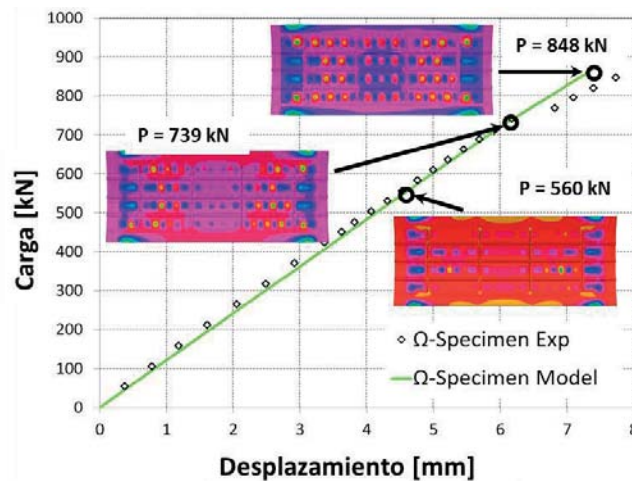 1000
900
800
700
600
500
400
300
200
100
0
Carga [kN]
P = 848 kN
P = 739 kN
P = 560 kN
Ω-Specimen Exp
Ω-Specimen Model
0 1 2 3 4 5 6 7 8
Desplazamiento [mm]